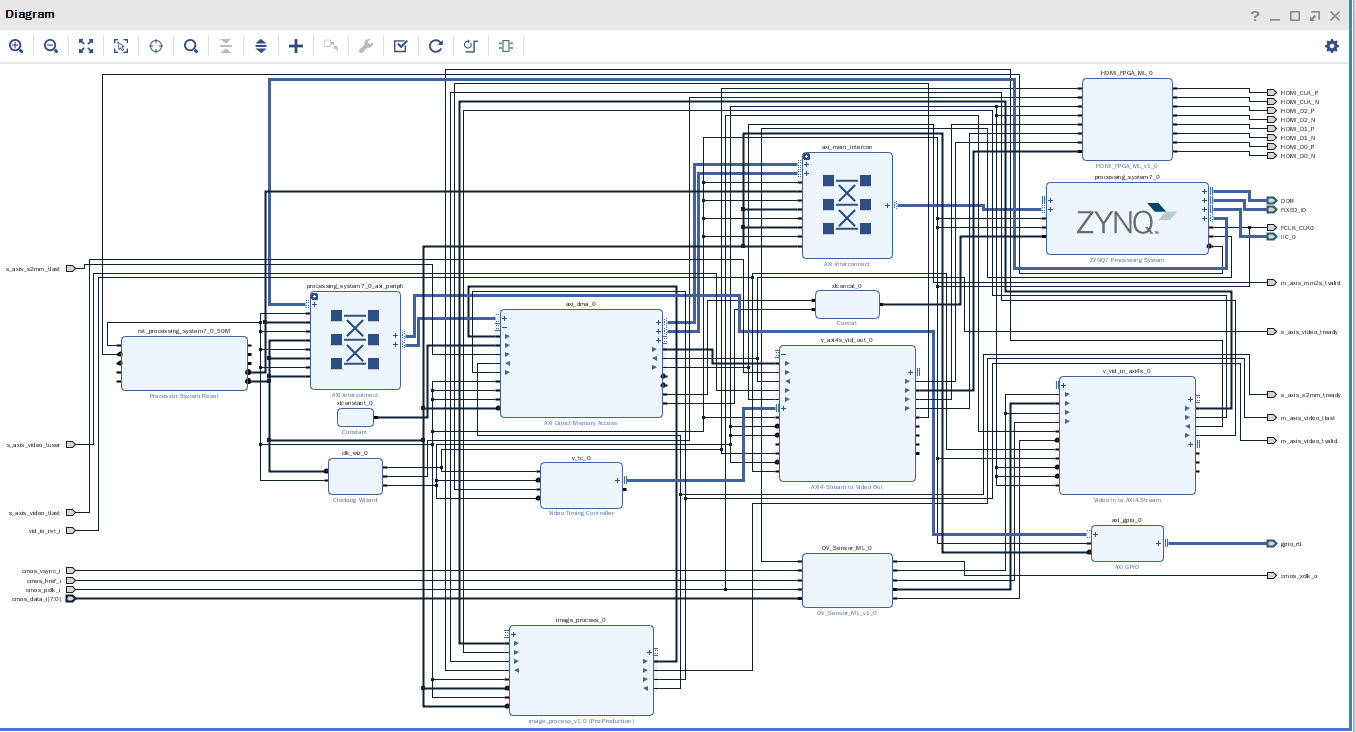 Diagram
HDMI_FPGA_ML_0
HDMI_CLK_P
HDMI_CLK_N
HDMI_D2_P
HDMI_D2_N
HDMI_D1_P
HDMI_D1_N
HDMI_D0_P
HDMI_D0_N
HDMI_FPGA_ML_v1_0
axi_mem_intercon
AXI Interconnect
processing_system7_0
ZYNQ
ZYNQ7 Processing System
DDR
FIXED_IO
FCLK_CLK0
IIC_0
s_axis_s2mm_tlast
m_axis_mm2s_tvalid
processing_system7_0_axi_periph
AXI Interconnect
xlconcat_0
Concat
axi_dma_0
AXI Direct Memory Access
rst_processing_system7_0_50M
Processor System Reset
s_axis_video_tready
v_axi4s_vid_out_0
AXI4-Stream to Video Out
v_vid_in_axi4s_0
Video In to AXI4-Stream
xlconstant_0
Constant
s_axis_s2mm_tready
m_axis_video_tlast
m_axis_video_tvalid
s_axis_video_tuser
clk_wiz_0
Clocking Wizard
v_tc_0
Video Timing Controller
s_axis_video_tlast
vid_io_rst_i
axi_gpio_0
AXI GPIO
gpio_rtl
OV_Sensor_ML_0
OV_Sensor_ML_v1_0
cmos_vsync_i
cmos_href_i
cmos_pclk_i
cmos_data_i[7:0]
cmos_xclk_o
image_process_0
image_process_v1.0 (Pre-Production)